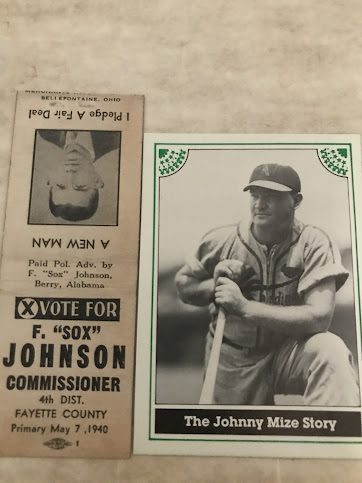 BELLEFONTAINE, OHIO
I Pledge A Fair Deal
A NEW MAN
Paid Pol. Adv. by
F. "Sox" Johnson,
Berry, Alabama
X VOTE FOR
F. "SOX"
JOHNSON
COMMISSIONER
4th DIST.
FAYETTE COUNTY
Primary May 7, 1940
1
The Johnny Mize Story